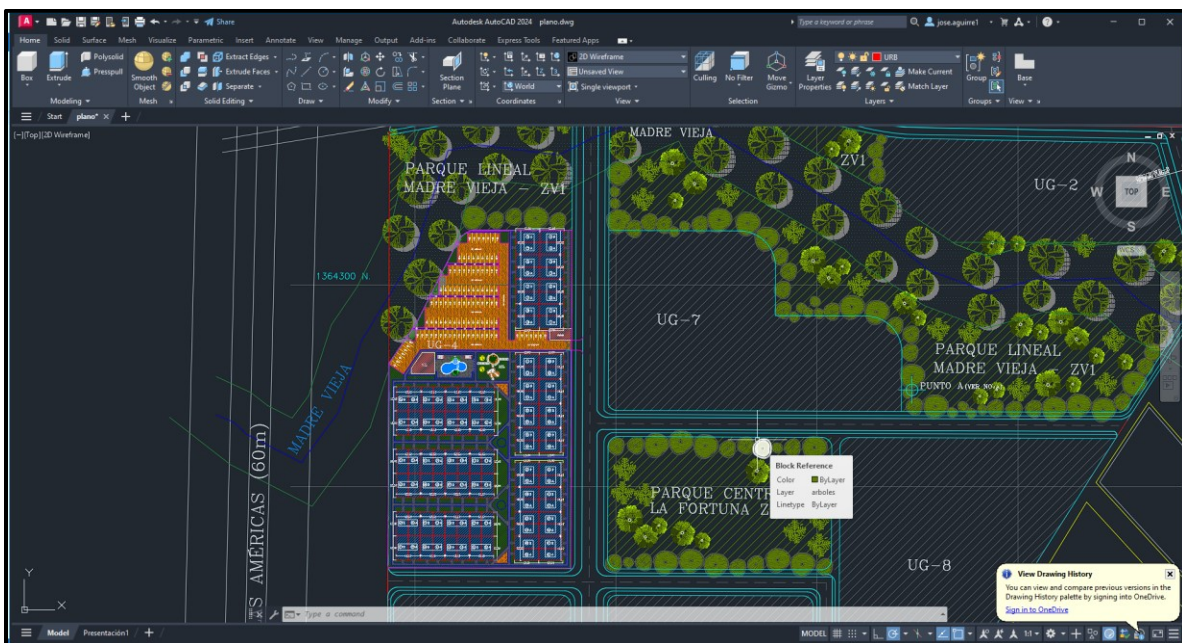 Share
Autodesk AutoCAD 2024 plano.dwg
Type a keyword or phrase
jose.aguirre1
Home Solid Surface Mesh Visualize Parametric Insert Annotate View Manage Output Add-ins Collaborate Express Tools Featured Apps
Box
Extrude
Polysolid
Presspull
Smooth Object
Extract Edges
Extrude Faces
Separate
Section Plane
World
2D Wireframe
Unsaved View
Single viewport
Culling
No Filter
Move Gizmo
Layer Properties
URB
Make Current
Match Layer
Group
Base
Modeling Mesh Solid Editing Draw Modify Section Coordinates View Selection Layers Groups View
Start plano*
[−][Top][2D Wireframe]
PARQUE LINEAL
MADRE VIEJA – ZV1
MADRE VIEJA
ZV1
UG-2
N
W TOP E
S
WCS
1364300 N.
UG-7
UG-4
MADRE VIEJA
PARQUE LINEAL
MADRE VIEJA – ZV1
PUNTO A
AMÉRICAS (60m)
PARQUE CENT
LA FORTUNA Z
Block Reference
Color ByLayer
Layer arboles
Linetype ByLayer
UG-8
View Drawing History
You can view and compare previous versions in the
Drawing History palette by signing into OneDrive.
Sign in to OneDrive
Y
X
Type a command
Model Presentación1
MODEL
1:1